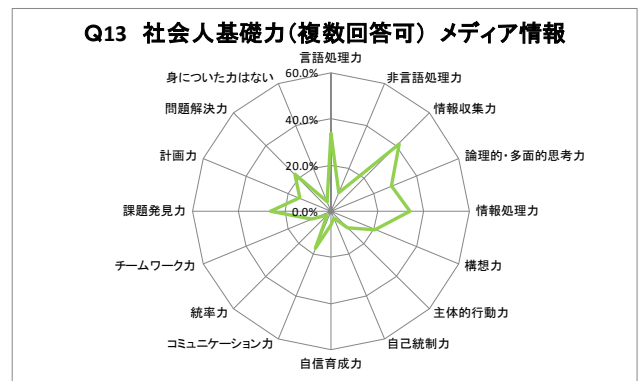 Q13 社会人基礎力(複数回答可) メディア情報
言語処理力
60.0%
40.0%
20.0%
0.0%
非言語処理力
情報収集力
論理的・多面的思考力
情報処理力
構想力
主体的行動力
自己統制力
自信育成力
コミュニケーション力
統率力
チームワーク力
課題発見力
計画力
問題解決力
身についた力はない